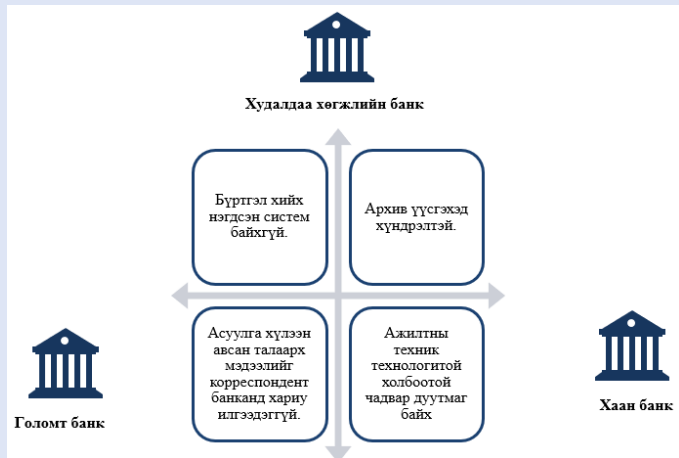 Худалдаа хөгжлийн банк
Бүртгэл хийх
нэгдсэн систем
байхгүй.
Архив үүсгэхэд
хүндрэлтэй.
Асуулга хүлээн
авсан талаарх
мэдээлийг
корреспондент
банканд хариу
илгээдэггүй.
Ажилтны
техник
технологитой
холбоотой
чадвар дуутмаг
байх
Голомт банк
Хаан банк